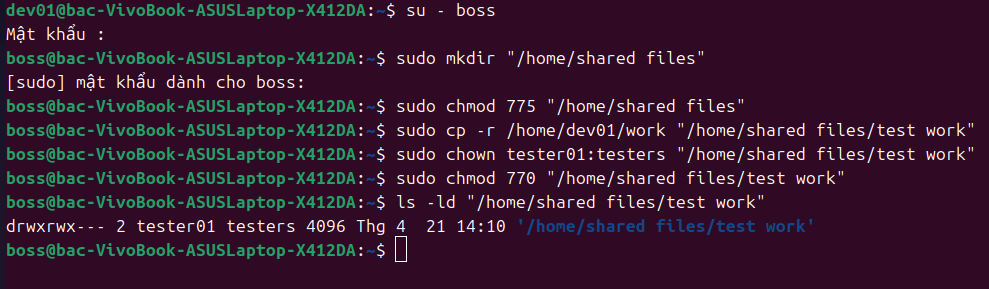 dev01@bac-VivoBook-ASUSLaptop-X412DA:~$ su - boss
Mật khẩu :
boss@bac-VivoBook-ASUSLaptop-X412DA:~$ sudo mkdir "/home/shared files"
[sudo] mật khẩu dành cho boss:
boss@bac-VivoBook-ASUSLaptop-X412DA:~$ sudo chmod 775 "/home/shared files"
boss@bac-VivoBook-ASUSLaptop-X412DA:~$ sudo cp -r /home/dev01/work "/home/shared files/test work"
boss@bac-VivoBook-ASUSLaptop-X412DA:~$ sudo chown tester01:testers "/home/shared files/test work"
boss@bac-VivoBook-ASUSLaptop-X412DA:~$ sudo chmod 770 "/home/shared files/test work"
boss@bac-VivoBook-ASUSLaptop-X412DA:~$ ls -ld "/home/shared files/test work"
drwxrwx--- 2 tester01 testers 4096 Thg 4  21 14:10 '/home/shared files/test work'
boss@bac-VivoBook-ASUSLaptop-X412DA:~$